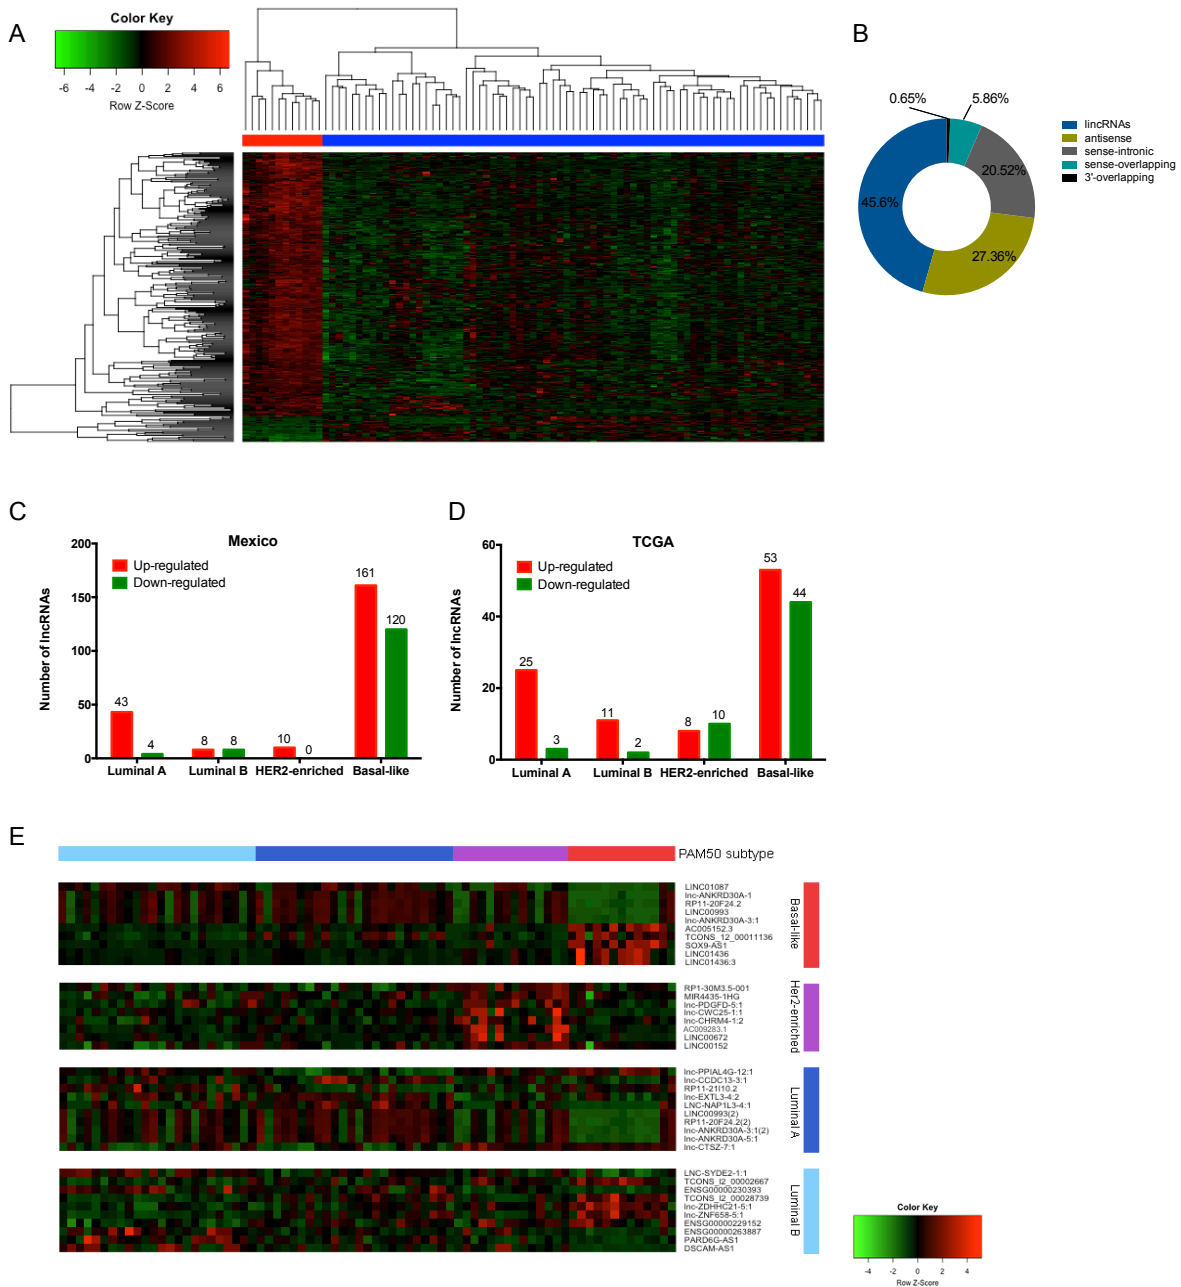 A
Color Key
-6 -4 -2 0 2 4 6
Row Z-Score
B
0.65%
5.86%
20.52%
45.6%
27.36%
lincRNAs
antisense
sense-intronic
sense-overlapping
3'-overlapping
C
Mexico
Up-regulated
Down-regulated
Number of lncRNAs
200
150
100
50
0
43
4
8
8
10
0
161
120
Luminal A
Luminal B
HER2-enriched
Basal-like
D
TCGA
Up-regulated
Down-regulated
Number of lncRNAs
60
40
20
0
25
3
11
2
8
10
53
44
Luminal A
Luminal B
HER2-enriched
Basal-like
E
PAM50 subtype
LINC01087
lnc-ANKRD30A-1
RP11-20F24.2
LINC00993
lnc-ANKRD30A-3:1
AC005152.3
TCONS_12_00011136
SOX9-AS1
LINC01436
LINC01436:3
Basal-like
RP1-30M3.5-001
MIR4435-1HG
lnc-PDGFD-5:1
lnc-CWC25-1:1
lnc-CHRM4-1:2
AC009283.1
LINC00672
LINC00152
Her2-enriched
lnc-PPIAL4G-12:1
lnc-CCDC13-3:1
RP11-21I10.2
lnc-EXTL3-4:2
LNC-NAP1L3-4:1
LINC00993(2)
RP11-20F24.2(2)
lnc-ANKRD30A-3:1(2)
lnc-ANKRD30A-5:1
lnc-CTSZ-7:1
Luminal A
LNC-SYDE2-1:1
TCONS_l2_00002667
ENSG00000230393
TCONS_l2_00028739
lnc-ZDHHC21-5:1
lnc-ZNF658-5:1
ENSG00000229152
ENSG00000263887
PARD6G-AS1
DSCAM-AS1
Luminal B
Color Key
-4 -2 0 2 4
Row Z-Score